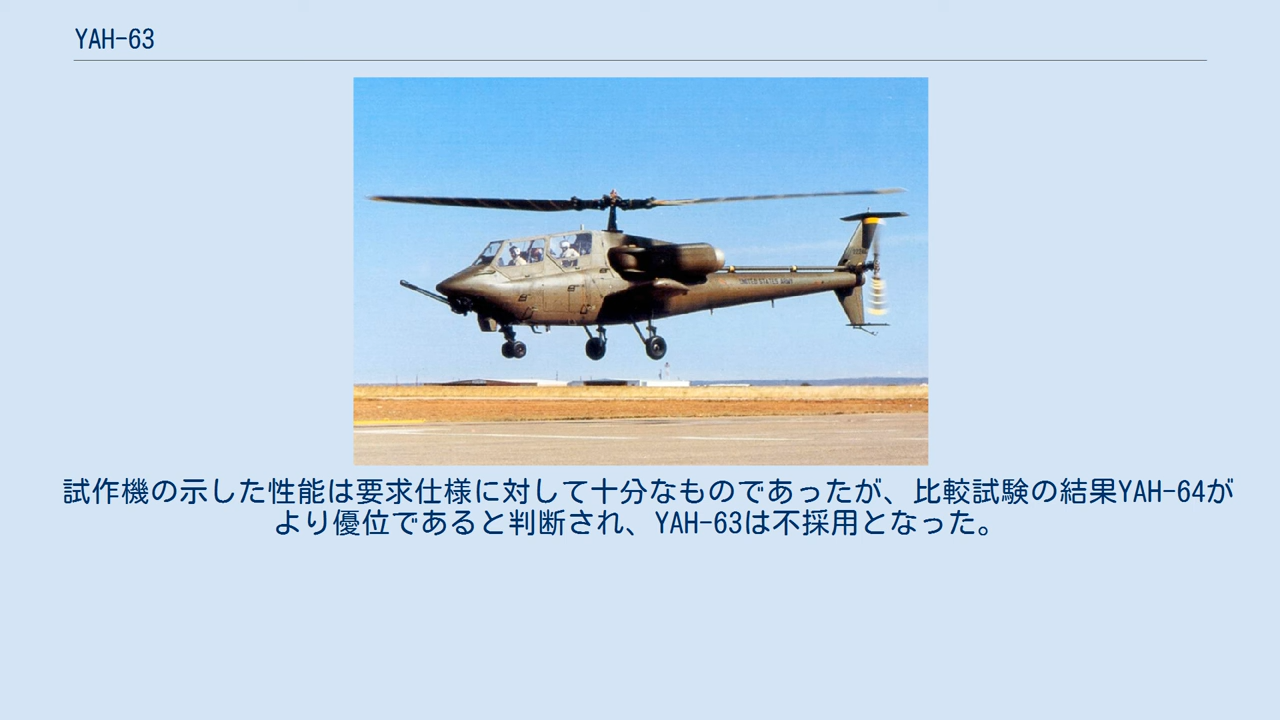 YAH-63
UNITED STATES ARMY
試作機の示した性能は要求仕様に対して十分なものであったが、比較試験の結果YAH-64が
より優位であると判断され、YAH-63は不採用となった。